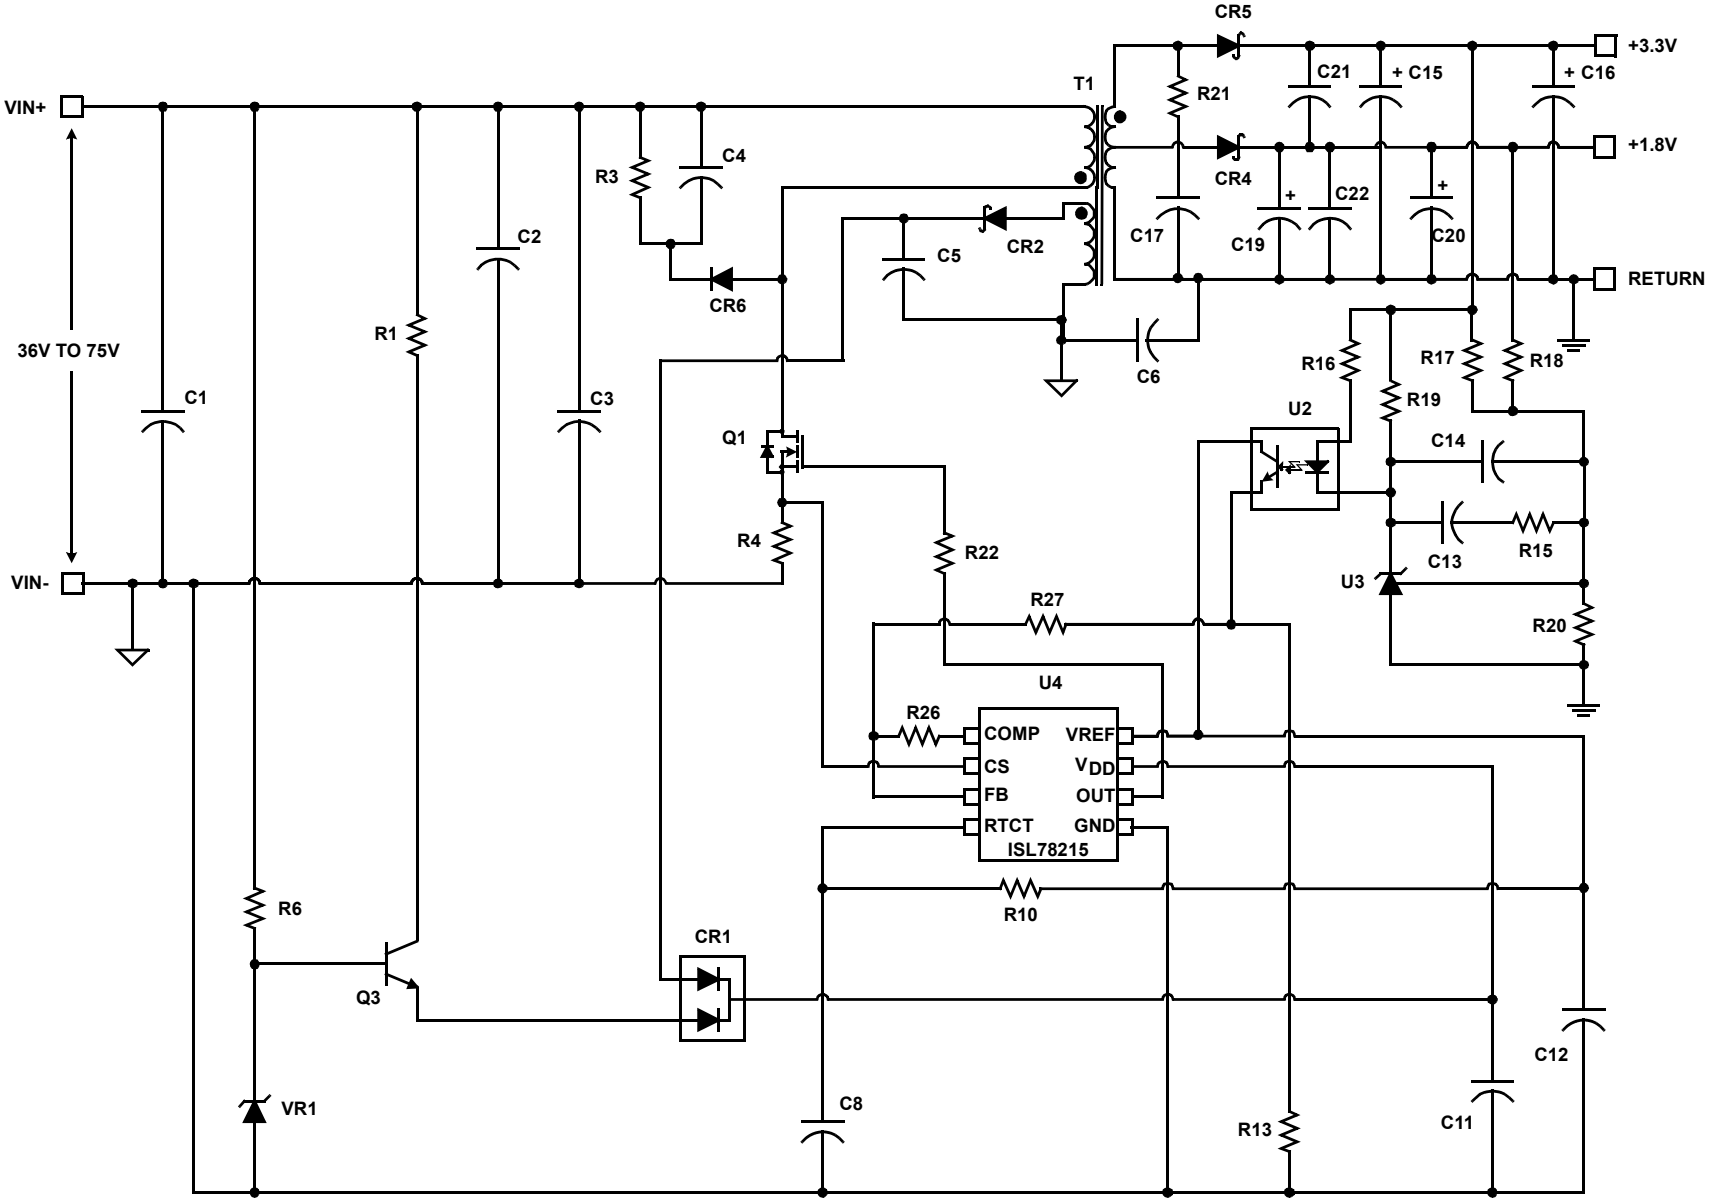 CR5
+3.3V
T1
C21
+ C15
+ C16
R21
VIN+
+1.8V
C4
R3
CR4
+
+
C22
C17
C19
C20
C2
CR2
C5
CR6
RETURN
R1
36V TO 75V
C6
R16
R17
R18
C1
C3
R19
U2
Q1
C14
R4
R22
C13
R15
VIN-
U3
R27
R20
U4
R26
COMP
VREF
CS
VDD
FB
OUT
RTCT
GND
ISL78215
R10
R6
CR1
Q3
C12
VR1
C8
R13
C11